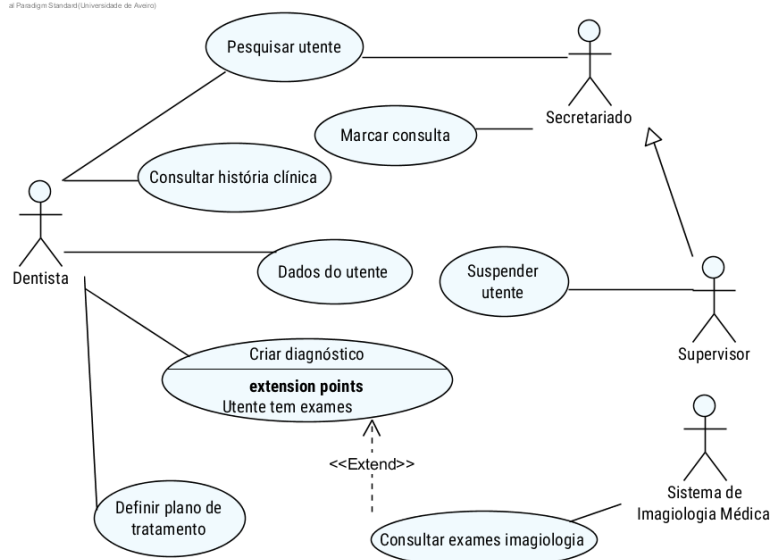 al Paradigm Standard(Universidade de Aveiro)
Pesquisar utente
Secretariado
Marcar consulta
Consultar história clínica
Dentista
Dados do utente
Suspender
utente
Supervisor
Criar diagnóstico
extension points
Utente tem exames
<<Extend>>
Sistema de
Imagiologia Médica
Definir plano de
tratamento
Consultar exames imagiologia